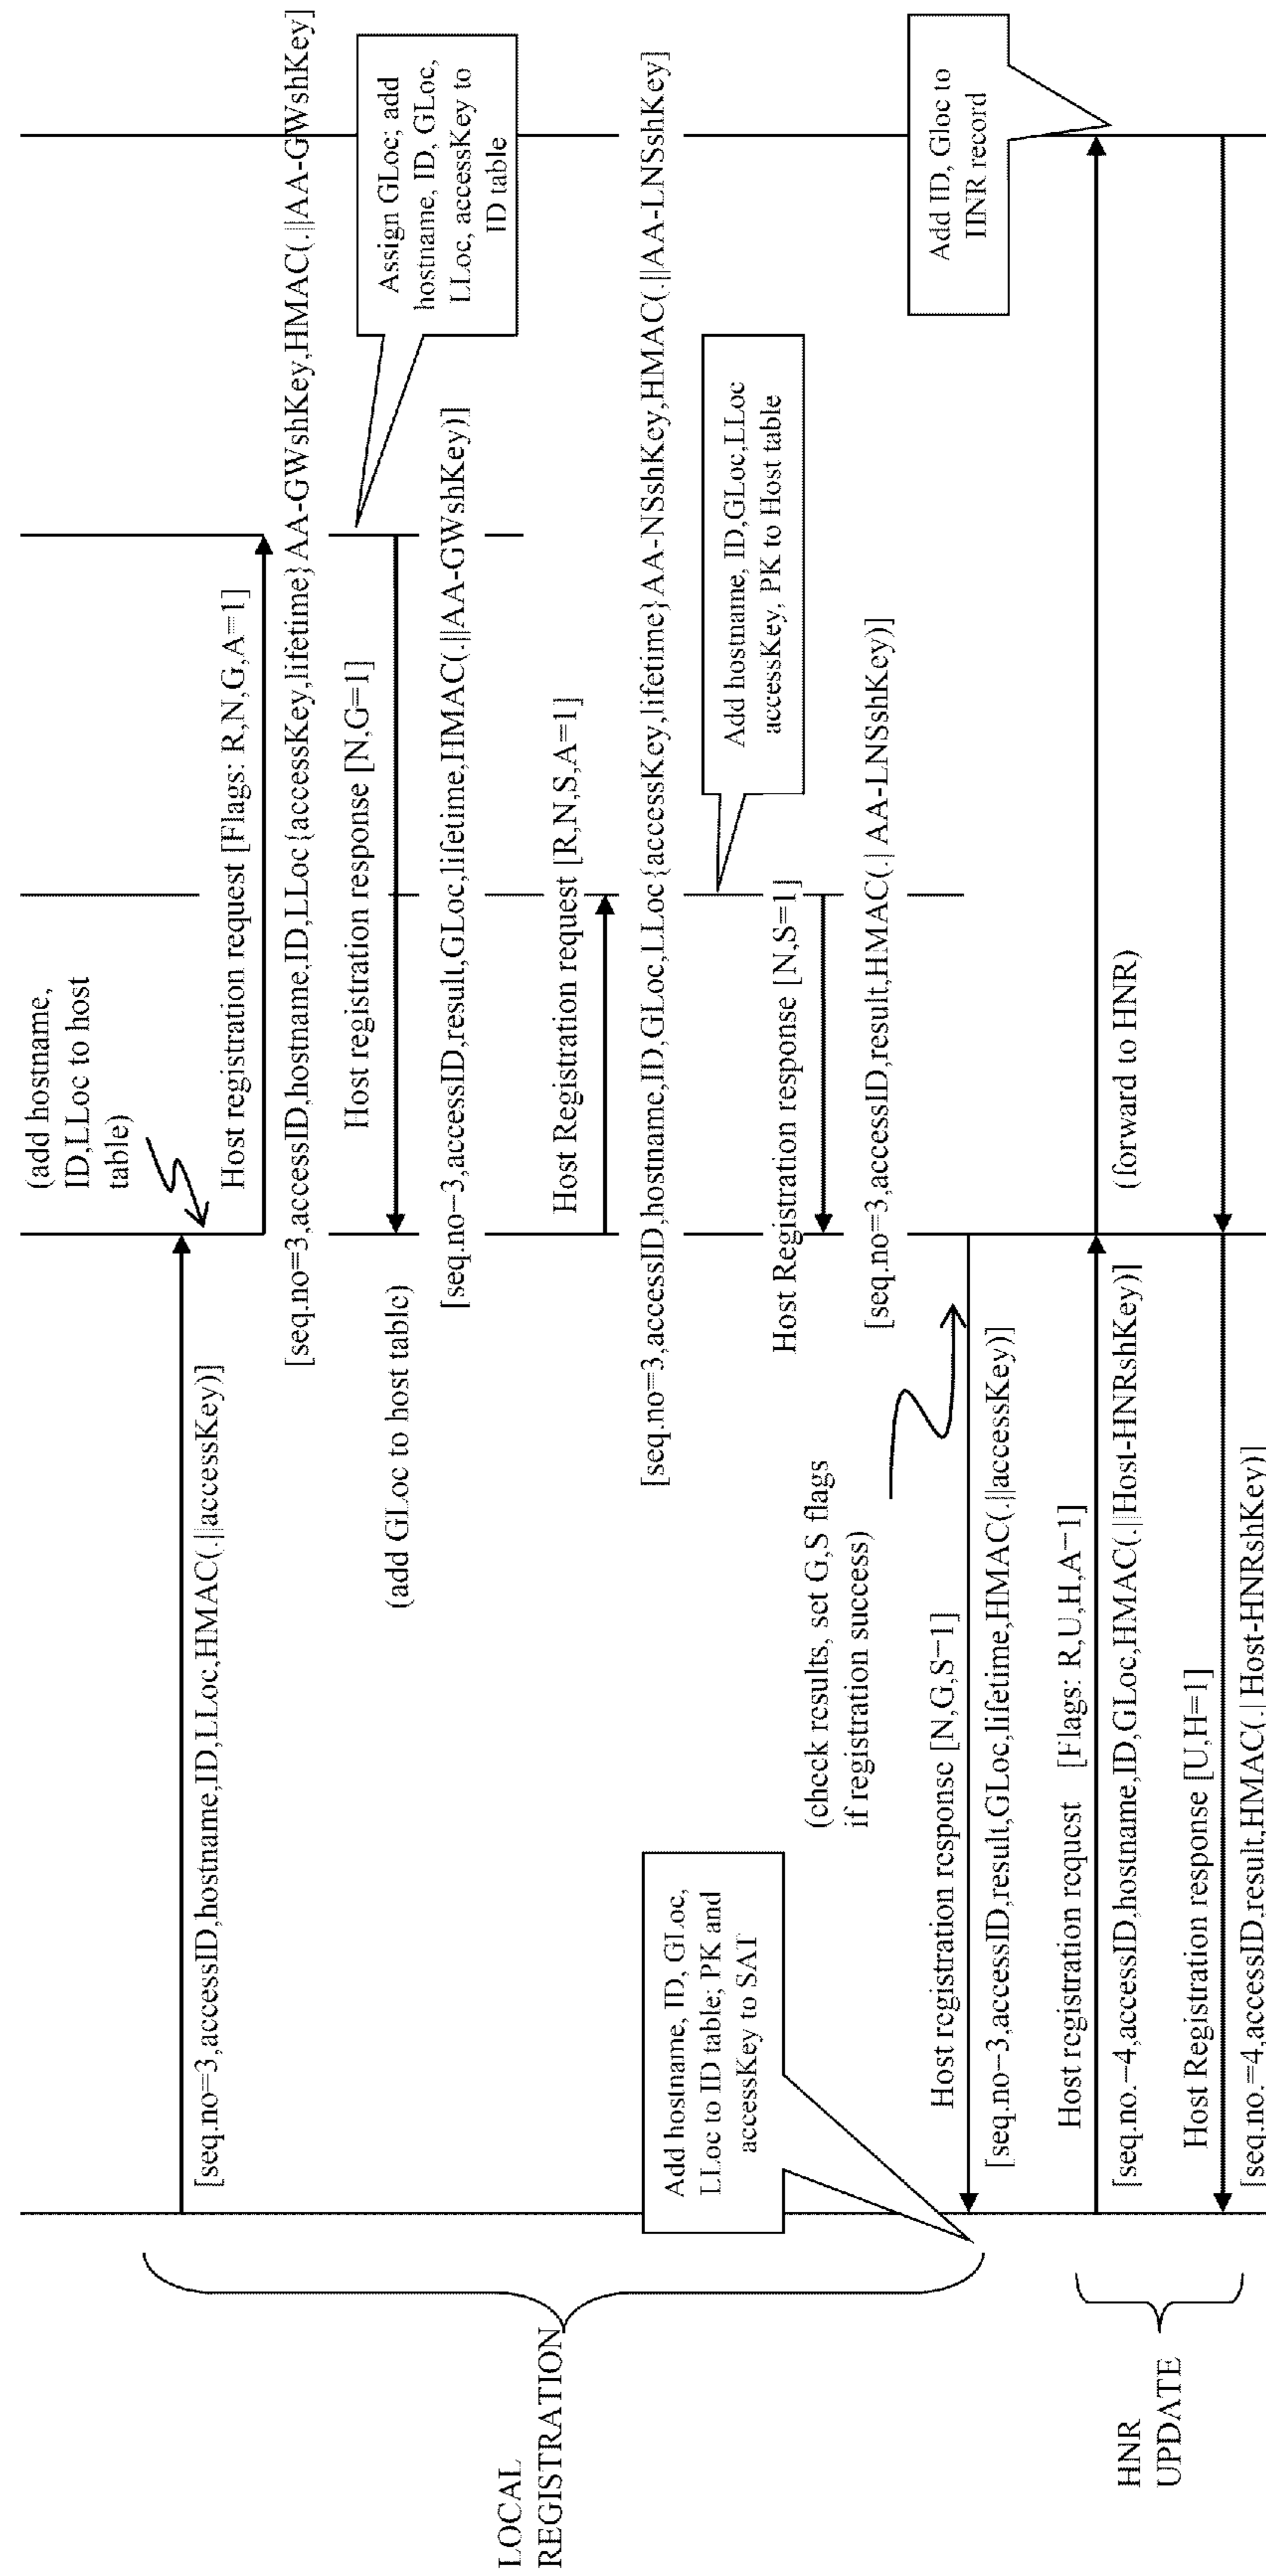 LOCAL
REGISTRATION
[seq.no=3,accessID,hostname,ID,LLoc,HMAC(.||accessKey)]
(add hostname,
ID,LLoc to host
table)
Host registration request [Flags: R,N,G,A=1]
[seq.no=3,accessID,hostname,ID,LLoc{accessKey,lifetime}AA-GWshKey,HMAC(.||AA-GWshKey]
Host registration response [N,G=1]
Assign GLoc; add
hostname, ID, GLoc,
LLoc, accessKey to
ID table
(add GLoc to host table)
[seq.no=3,accessID,result,GLoc,lifetime,HMAC(.||AA-GWshKey)]
Host Registration request [R,N,S,A=1]
[seq.no=3,accessID,hostname,ID,GLoc,LLoc{accessKey,lifetime}AA-NSshKey,HMAC(.||AA-LNSshKey]
Add hostname, ID,GLoc,LLoc
accessKey, PK to Host table
Host Registration response [N,S=1]
[seq.no=3,accessID,result,HMAC(.||AA-LNSshKey)]
Add hostname, ID, GLoc,
LLoc to ID table; PK and
accessKey to SAT
(check results, set G,S flags
if registration success)
Host registration response [N,G,S=1]
[seq.no=3,accessID,result,GLoc,lifetime,HMAC(.||accessKey)]
HNR
UPDATE
Host registration request [Flags: R,U,H,A=1]
Add ID, Gloc to
HNR record
[seq.no.=4,accessID,hostname,ID,GLoc,HMAC(.||Host-HNRshKey)]
(forward to HNR)
Host Registration response [U,H=1]
[seq.no.=4,accessID,result,HMAC(.||Host-HNRshKey)]